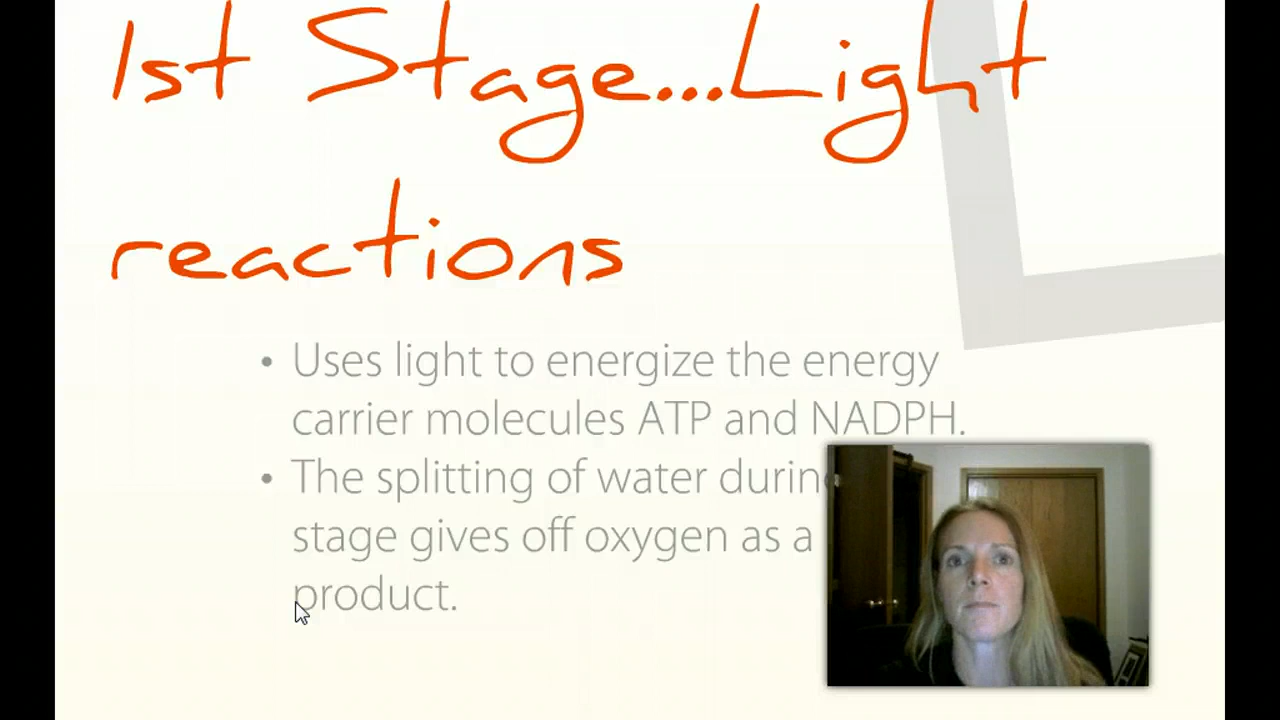 1st Stage...Light
reactions
• Uses light to energize the energy
carrier molecules ATP and NADPH.
• The splitting of water
stage gives off oxygen as a
product.